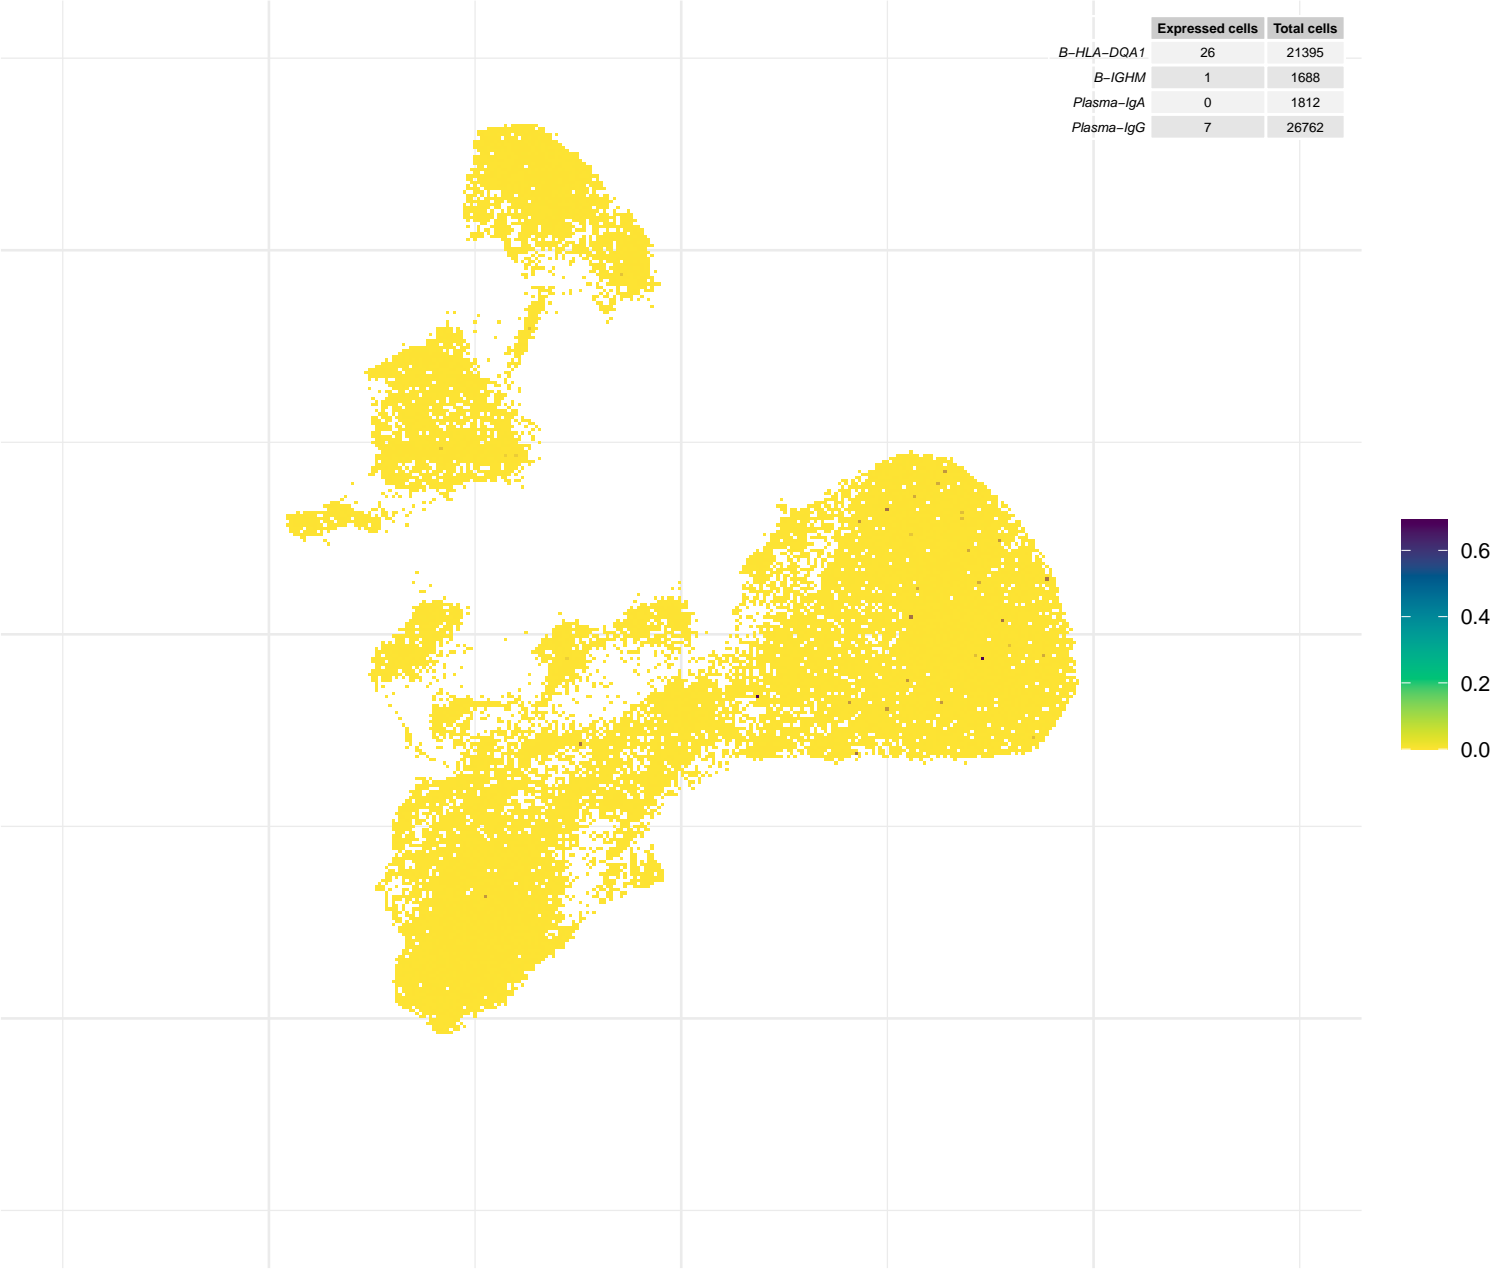 Expressed cells Total cells
B−HLA−DQA1 26 21395
B−IGHM 1 1688
Plasma−IgA 0 1812
Plasma−IgG 7 26762
0.6
0.4
0.2
0.0